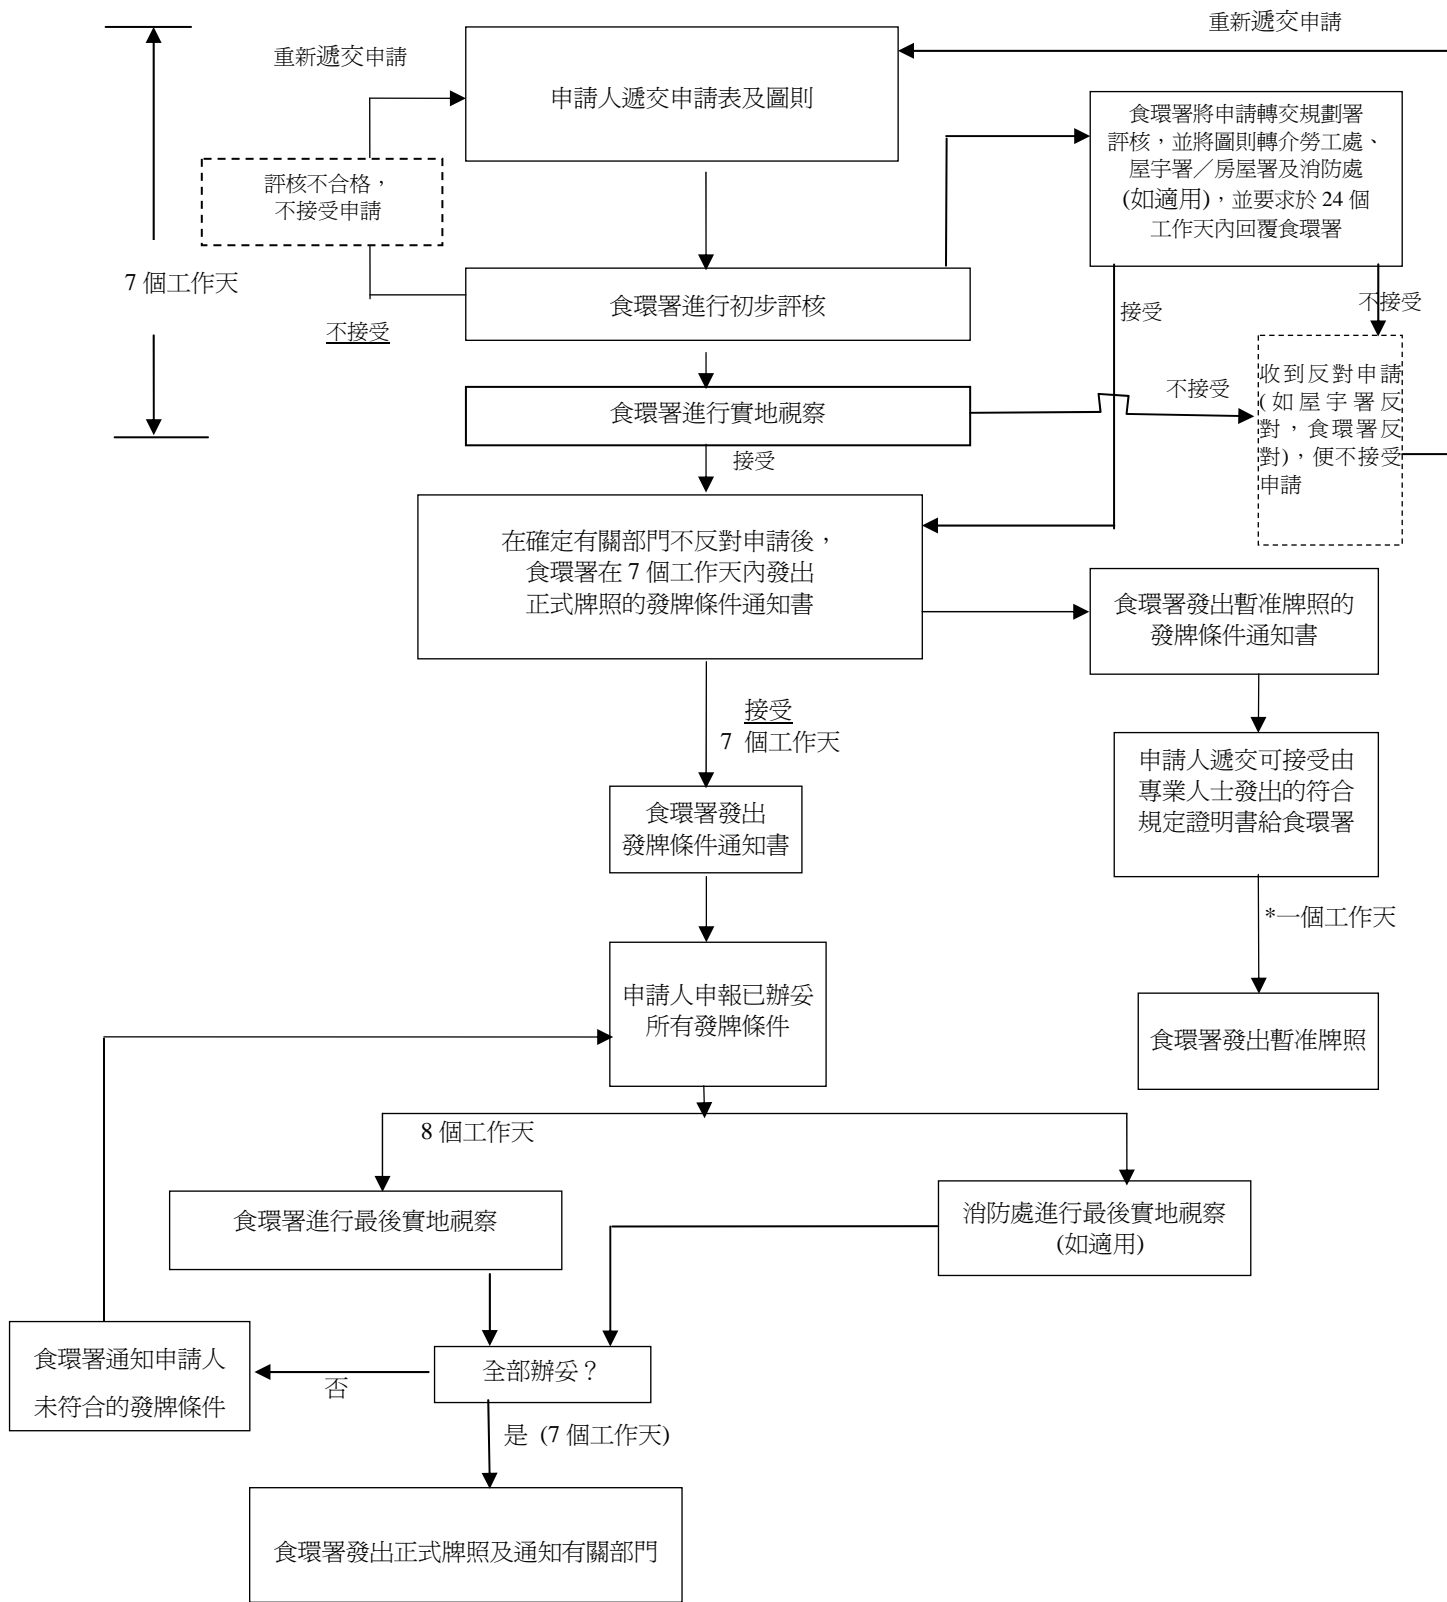 重新遞交申請
重新遞交申請
申請人遞交申請表及圖則
食環署將申請轉交規劃署
評核，並將圖則轉介勞工處、
屋宇署／房屋署及消防處
(如適用)，並要求於 24 個
工作天內回覆食環署
評核不合格，
不接受申請
7 個工作天
食環署進行初步評核
不接受
接受
不接受
食環署進行實地視察
不接受
收到反對申請
(如屋宇署反
對，食環署反
對)，便不接受
申請
接受
在確定有關部門不反對申請後，
食環署在 7 個工作天內發出
正式牌照的發牌條件通知書
食環署發出暫准牌照的
發牌條件通知書
接受
7 個工作天
申請人遞交可接受由
專業人士發出的符合
規定證明書給食環署
食環署發出
發牌條件通知書
*一個工作天
申請人申報已辦妥
所有發牌條件
食環署發出暫准牌照
8 個工作天
食環署進行最後實地視察
消防處進行最後實地視察
(如適用)
食環署通知申請人
未符合的發牌條件
否
全部辦妥？
是 (7 個工作天)
食環署發出正式牌照及通知有關部門